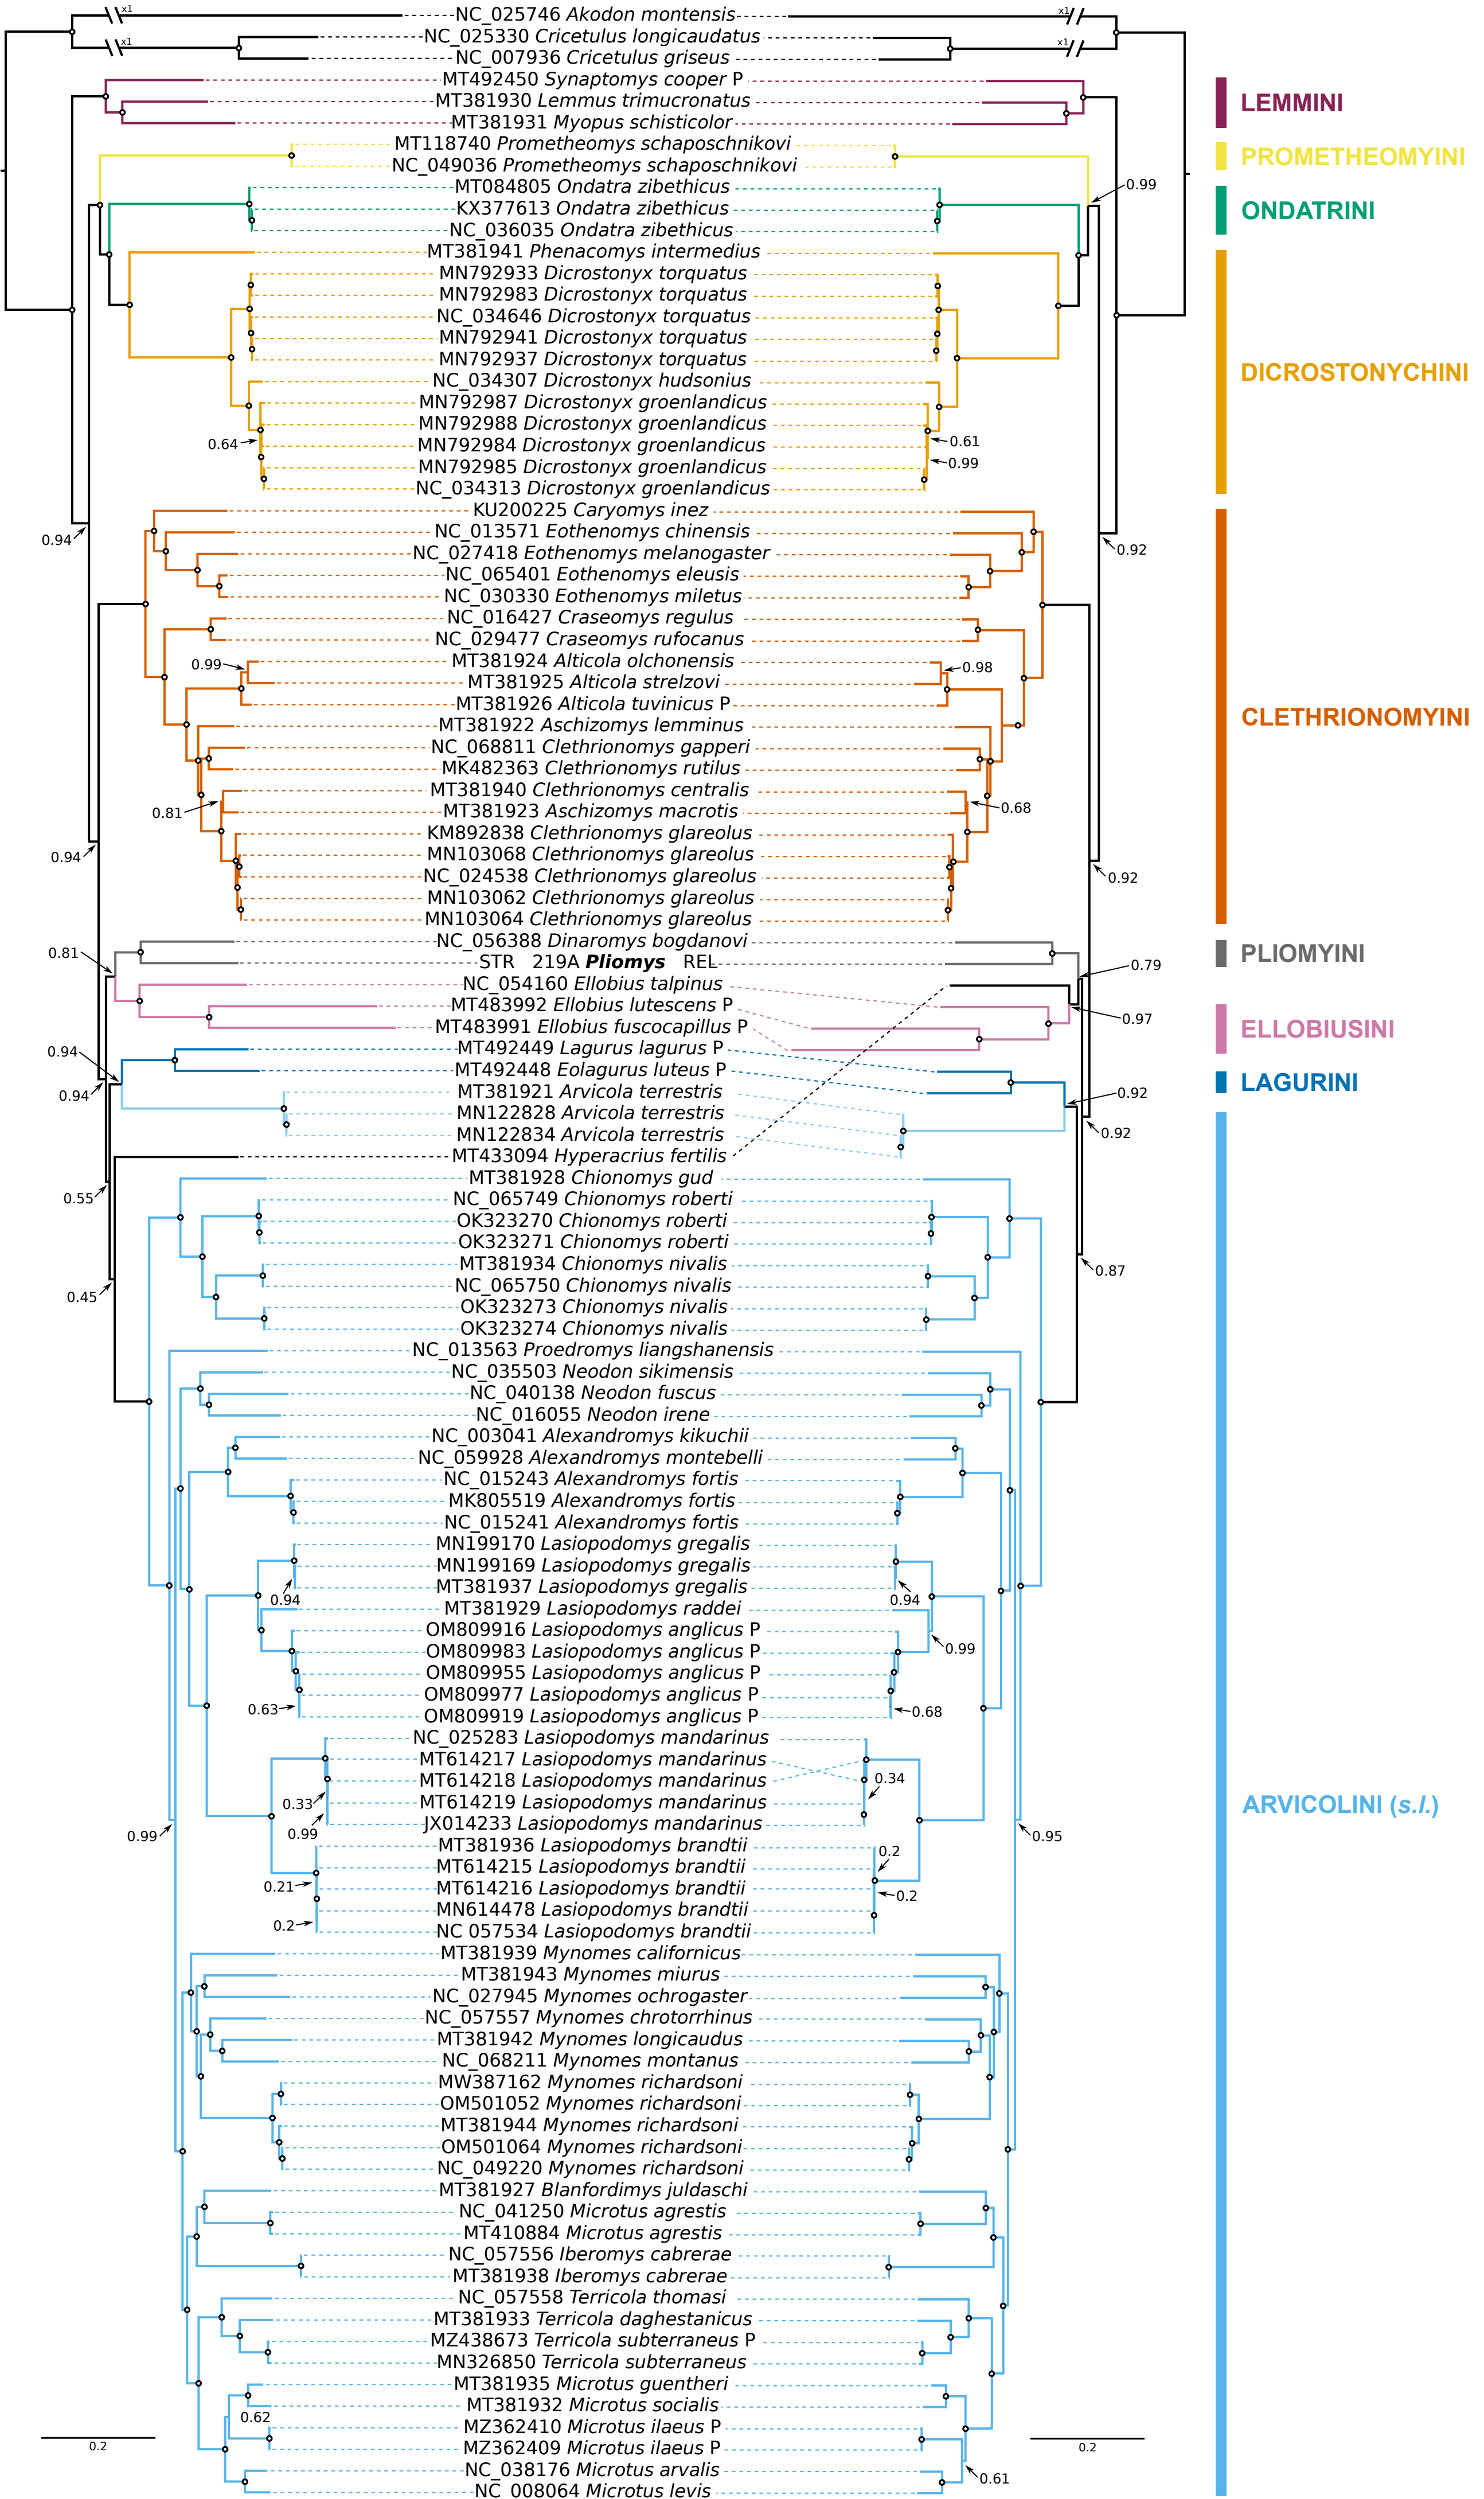 x1 NC_025746 Akodon montensis x1
NC_025330 Cricetulus longicaudatus
x1 x1
NC_007936 Cricetulus griseus
MT492450 Synaptomys cooper P
MT381930 Lemmus trimucronatus LEMMINI
MT381931 Myopus schisticolor
MT118740 Prometheomys schaposchnikovi
PROMETHEOMYINI
NC_049036 Prometheomys schaposchnikovi
MT084805 Ondatra zibethicus 0.99
KX377613 Ondatra zibethicus ONDATRINI
NC_036035 Ondatra zibethicus
MT381941 Phenacomys intermedius
MN792933 Dicrostonyx torquatus
MN792983 Dicrostonyx torquatus
NC_034646 Dicrostonyx torquatus
MN792941 Dicrostonyx torquatus
MN792937 Dicrostonyx torquatus
DICROSTONYCHINI
NC_034307 Dicrostonyx hudsonius
MN792987 Dicrostonyx groenlandicus
MN792988 Dicrostonyx groenlandicus
0.64 MN792984 Dicrostonyx groenlandicus 0.61
MN792985 Dicrostonyx groenlandicus 0.99
NC_034313 Dicrostonyx groenlandicus
KU200225 Caryomys inez
NC_013571 Eothenomys chinensis
0.94 NC_027418 Eothenomys melanogaster 0.92
NC_065401 Eothenomys eleusis
NC_030330 Eothenomys miletus
NC_016427 Craseomys regulus
NC_029477 Craseomys rufocanus
0.99 MT381924 Alticola olchonensis 0.98
MT381925 Alticola strelzovi
MT381926 Alticola tuvinicus P
CLETHRIONOMYINI
MT381922 Aschizomys lemminus
NC_068811 Clethrionomys gapperi
MK482363 Clethrionomys rutilus
MT381940 Clethrionomys centralis
0.81 MT381923 Aschizomys macrotis 0.68
KM892838 Clethrionomys glareolus
0.94 MN103068 Clethrionomys glareolus
NC_024538 Clethrionomys glareolus 0.92
MN103062 Clethrionomys glareolus
MN103064 Clethrionomys glareolus
NC_056388 Dinaromys bogdanovi
0.81 PLIOMYINI
STR 219A Pliomys REL 0.79
NC_054160 Ellobius talpinus
MT483992 Ellobius lutescens P
0.97
MT483991 Ellobius fuscocapillus P ELLOBIUSINI
0.94 MT492449 Lagurus lagurus P
MT492448 Eolagurus luteus P LAGURINI
0.94 MT381921 Arvicola terrestris 0.92
MN122828 Arvicola terrestris
MN122834 Arvicola terrestris 0.92
MT433094 Hyperacrius fertilis
MT381928 Chionomys gud
0.55 NC_065749 Chionomys roberti
OK323270 Chionomys roberti
OK323271 Chionomys roberti
MT381934 Chionomys nivalis 0.87
NC_065750 Chionomys nivalis
0.45 OK323273 Chionomys nivalis
OK323274 Chionomys nivalis
NC_013563 Proedromys liangshanensis
NC_035503 Neodon sikimensis
NC_040138 Neodon fuscus
NC_016055 Neodon irene
NC_003041 Alexandromys kikuchii
NC_059928 Alexandromys montebelli
NC_015243 Alexandromys fortis
MK805519 Alexandromys fortis
NC_015241 Alexandromys fortis
MN199170 Lasiopodomys gregalis
MN199169 Lasiopodomys gregalis
MT381937 Lasiopodomys gregalis
0.94 0.94
MT381929 Lasiopodomys raddei
OM809916 Lasiopodomys anglicus P
OM809983 Lasiopodomys anglicus P 0.99
OM809955 Lasiopodomys anglicus P
OM809977 Lasiopodomys anglicus P
0.63 OM809919 Lasiopodomys anglicus P 0.68
NC_025283 Lasiopodomys mandarinus
MT614217 Lasiopodomys mandarinus
MT614218 Lasiopodomys mandarinus 0.34
0.33 MT614219 Lasiopodomys mandarinus ARVICOLINI (s.l.)
JX014233 Lasiopodomys mandarinus
0.99 0.99 0.95
MT381936 Lasiopodomys brandtii 0.2
MT614215 Lasiopodomys brandtii
0.21 MT614216 Lasiopodomys brandtii 0.2
MN614478 Lasiopodomys brandtii
0.2 NC 057534 Lasiopodomys brandtii
MT381939 Mynomes californicus
MT381943 Mynomes miurus
NC_027945 Mynomes ochrogaster
NC_057557 Mynomes chrotorrhinus
MT381942 Mynomes longicaudus
NC_068211 Mynomes montanus
MW387162 Mynomes richardsoni
OM501052 Mynomes richardsoni
MT381944 Mynomes richardsoni
OM501064 Mynomes richardsoni
NC_049220 Mynomes richardsoni
MT381927 Blanfordimys juldaschi
NC_041250 Microtus agrestis
MT410884 Microtus agrestis
NC_057556 Iberomys cabrerae
MT381938 Iberomys cabrerae
NC_057558 Terricola thomasi
MT381933 Terricola daghestanicus
MZ438673 Terricola subterraneus P
MN326850 Terricola subterraneus
MT381935 Microtus guentheri
MT381932 Microtus socialis
0.62
MZ362410 Microtus ilaeus P
0.2 MZ362409 Microtus ilaeus P 0.2
NC_038176 Microtus arvalis
0.61
NC 008064 Microtus levis